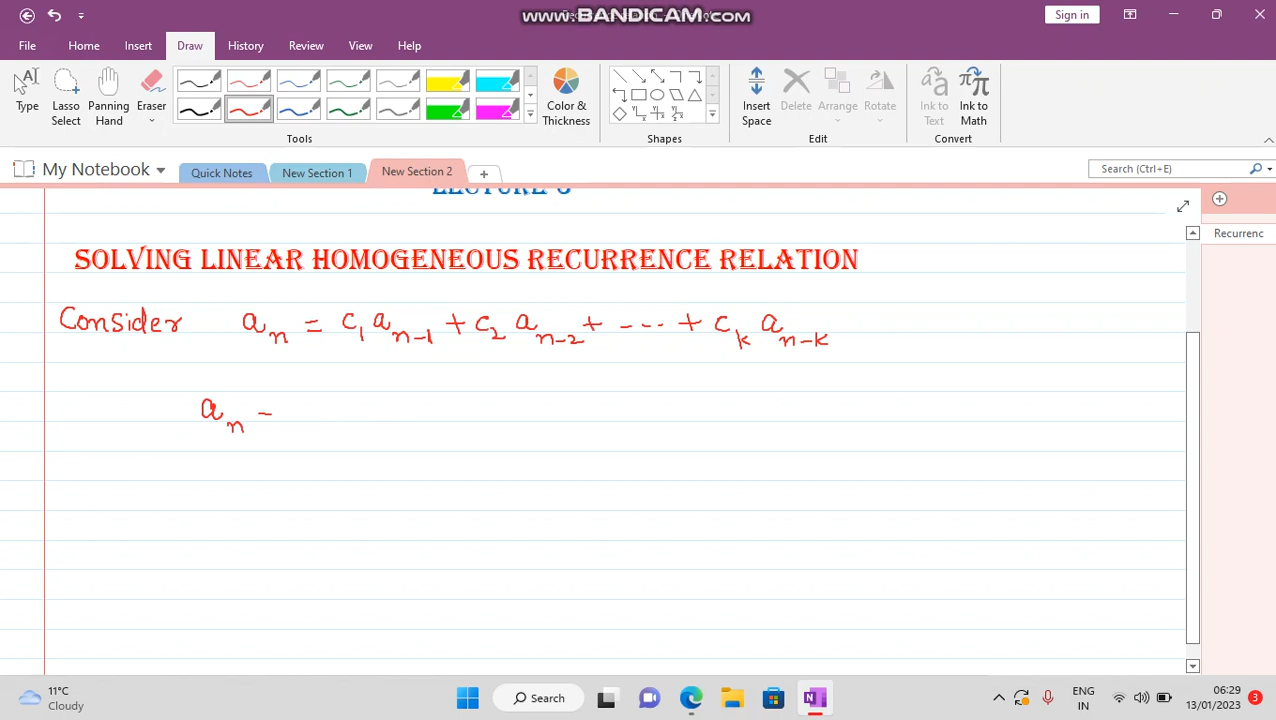 www.BANDICAM.com
Sign in
File Home Insert Draw History Review View Help
Type Lasso Select Panning Hand Eraser Color & Thickness Insert Space Delete Arrange Rotate Ink to Text Ink to Math
Tools Shapes Edit Convert
My Notebook Quick Notes New Section 1 New Section 2 Search (Ctrl+E)
Recurrenc
LECTURE-
SOLVING LINEAR HOMOGENEOUS RECURRENCE RELATION
Consider a_n = c_1 a_{n-1} + c_2 a_{n-2} + ---- + c_k a_{n-k}
a_n -
11°C
Cloudy
Search
ENG
IN
06:29
13/01/2023
3